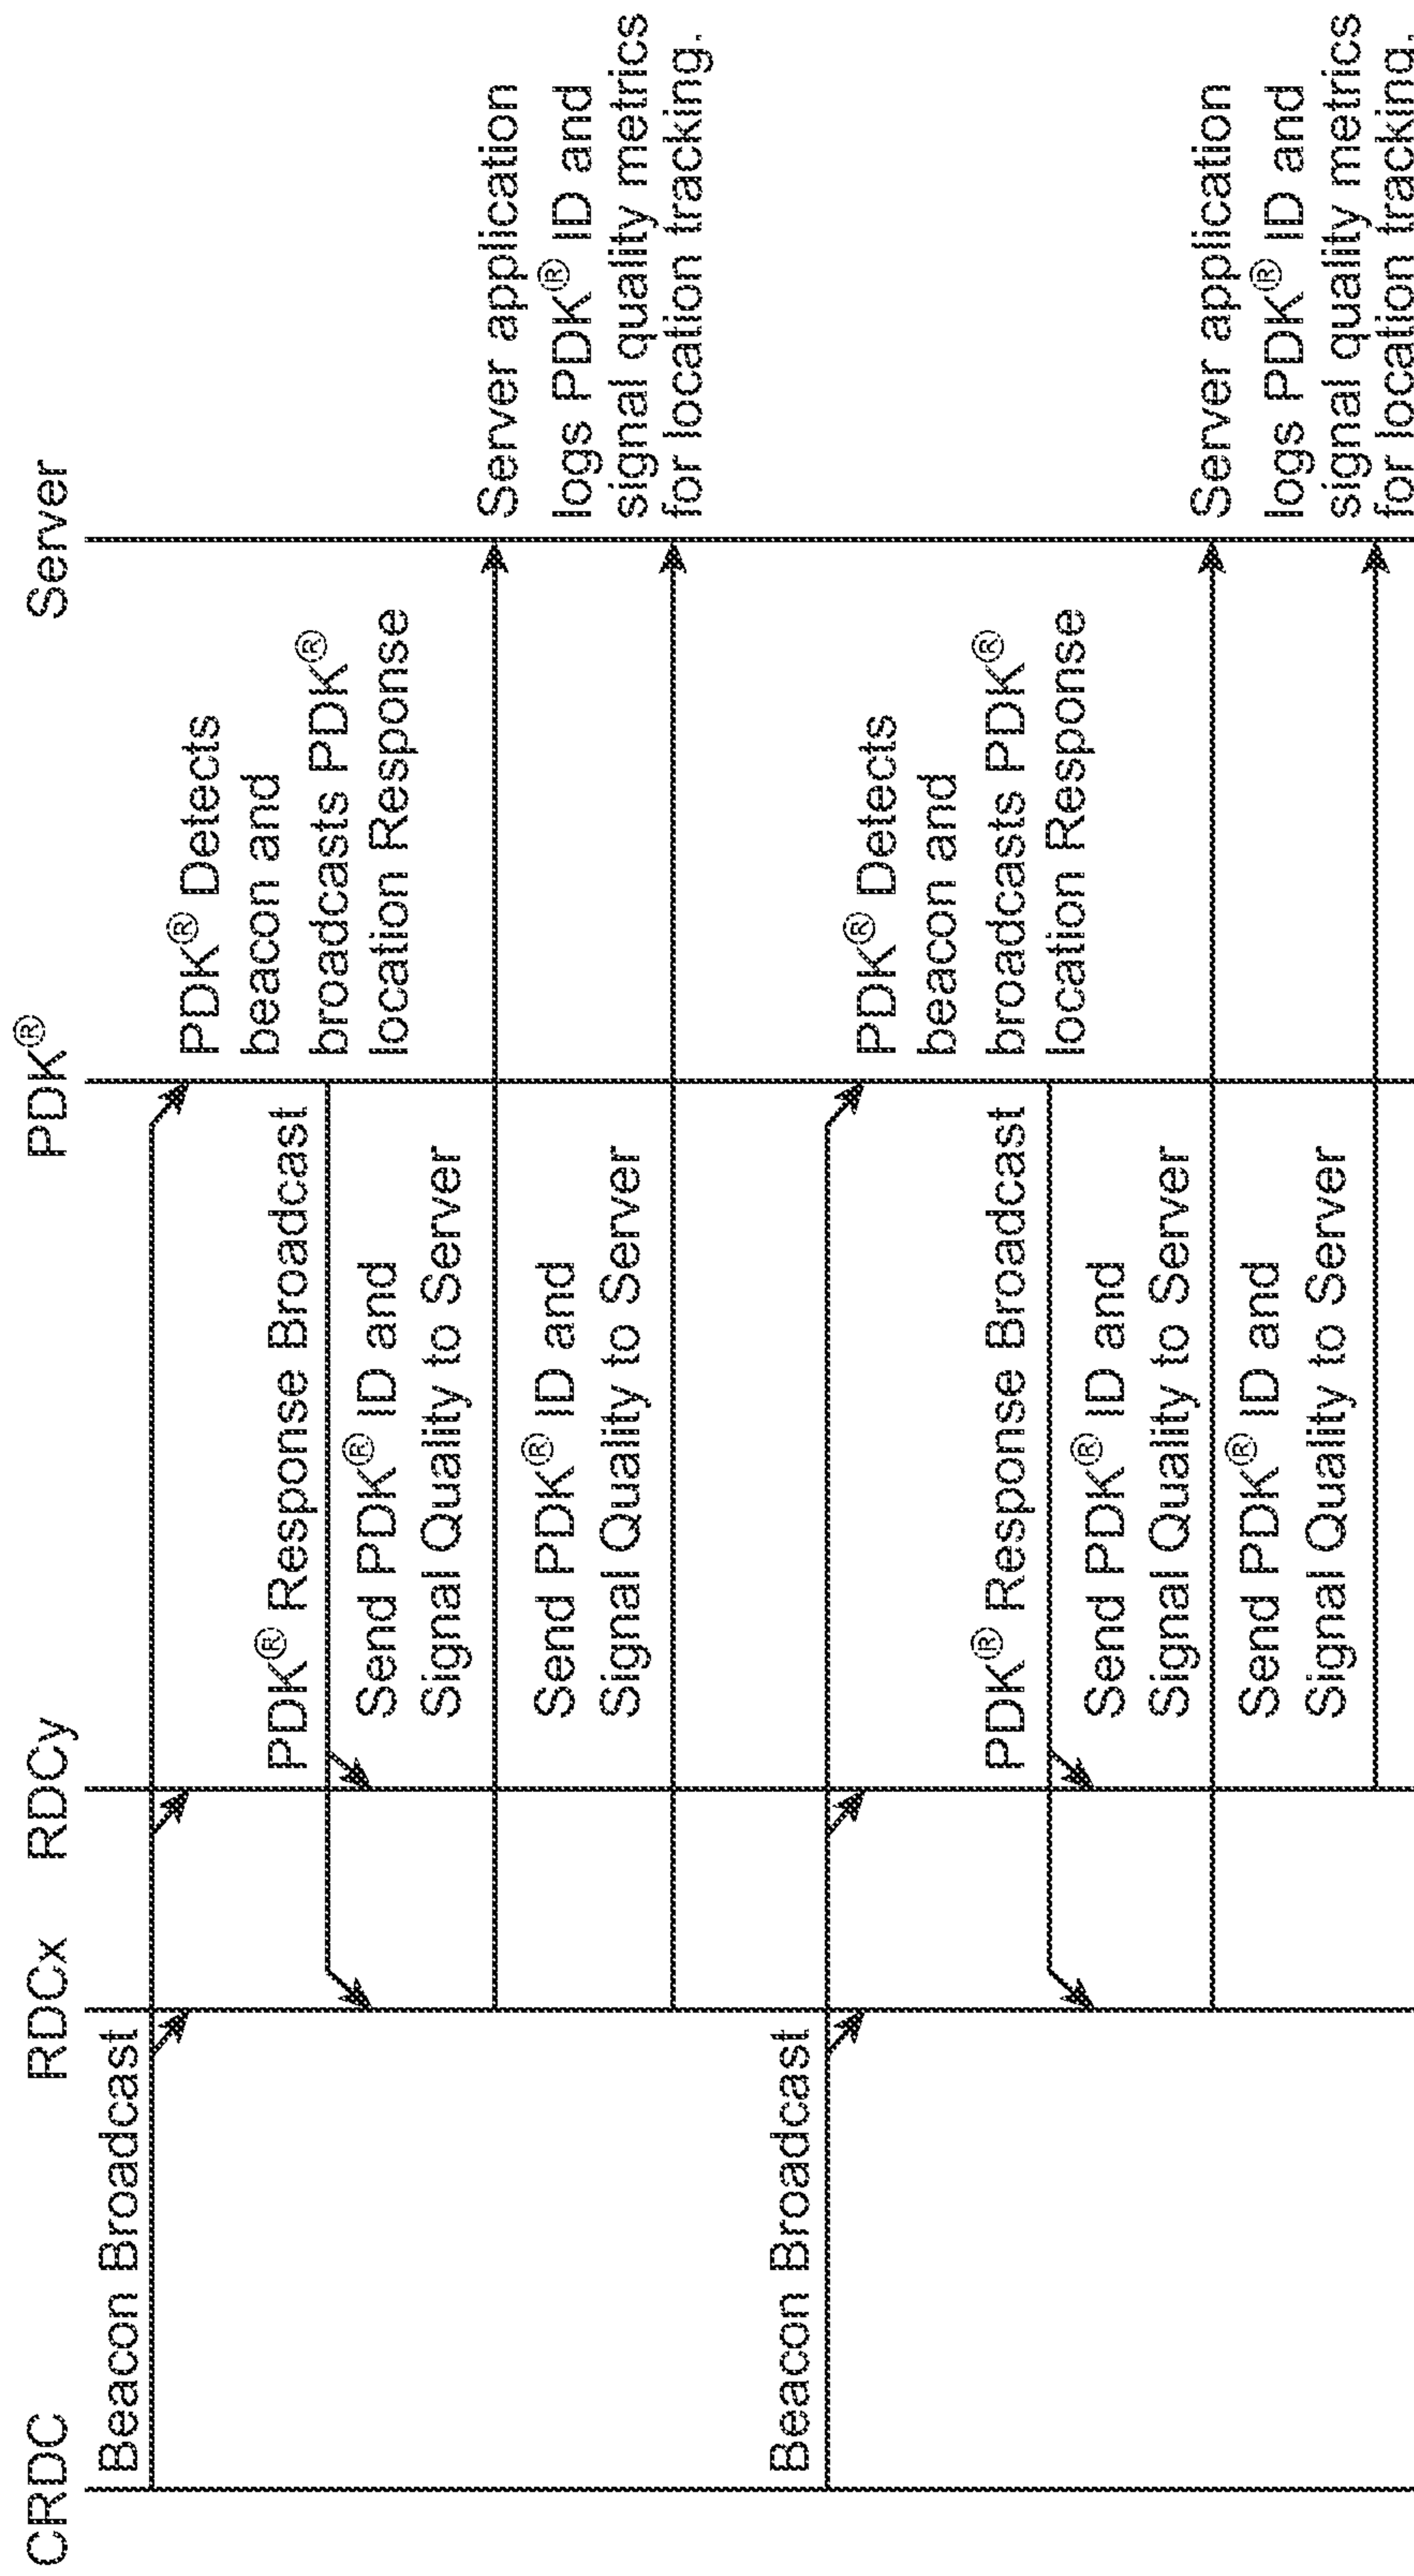 CRDC
RDCx
RDCy
PDK®
Server
Beacon Broadcast
PDK® Detects
beacon and
broadcasts PDK®
location Response
PDK® Response Broadcast
Send PDK® ID and
Signal Quality to Server
Server application
logs PDK® ID and
signal quality metrics
for location tracking.
Send PDK® ID and
Signal Quality to Server
Beacon Broadcast
PDK® Detects
beacon and
broadcasts PDK®
location Response
PDK® Response Broadcast
Send PDK® ID and
Signal Quality to Server
Server application
logs PDK® ID and
signal quality metrics
for location tracking.
Send PDK® ID and
Signal Quality to Server